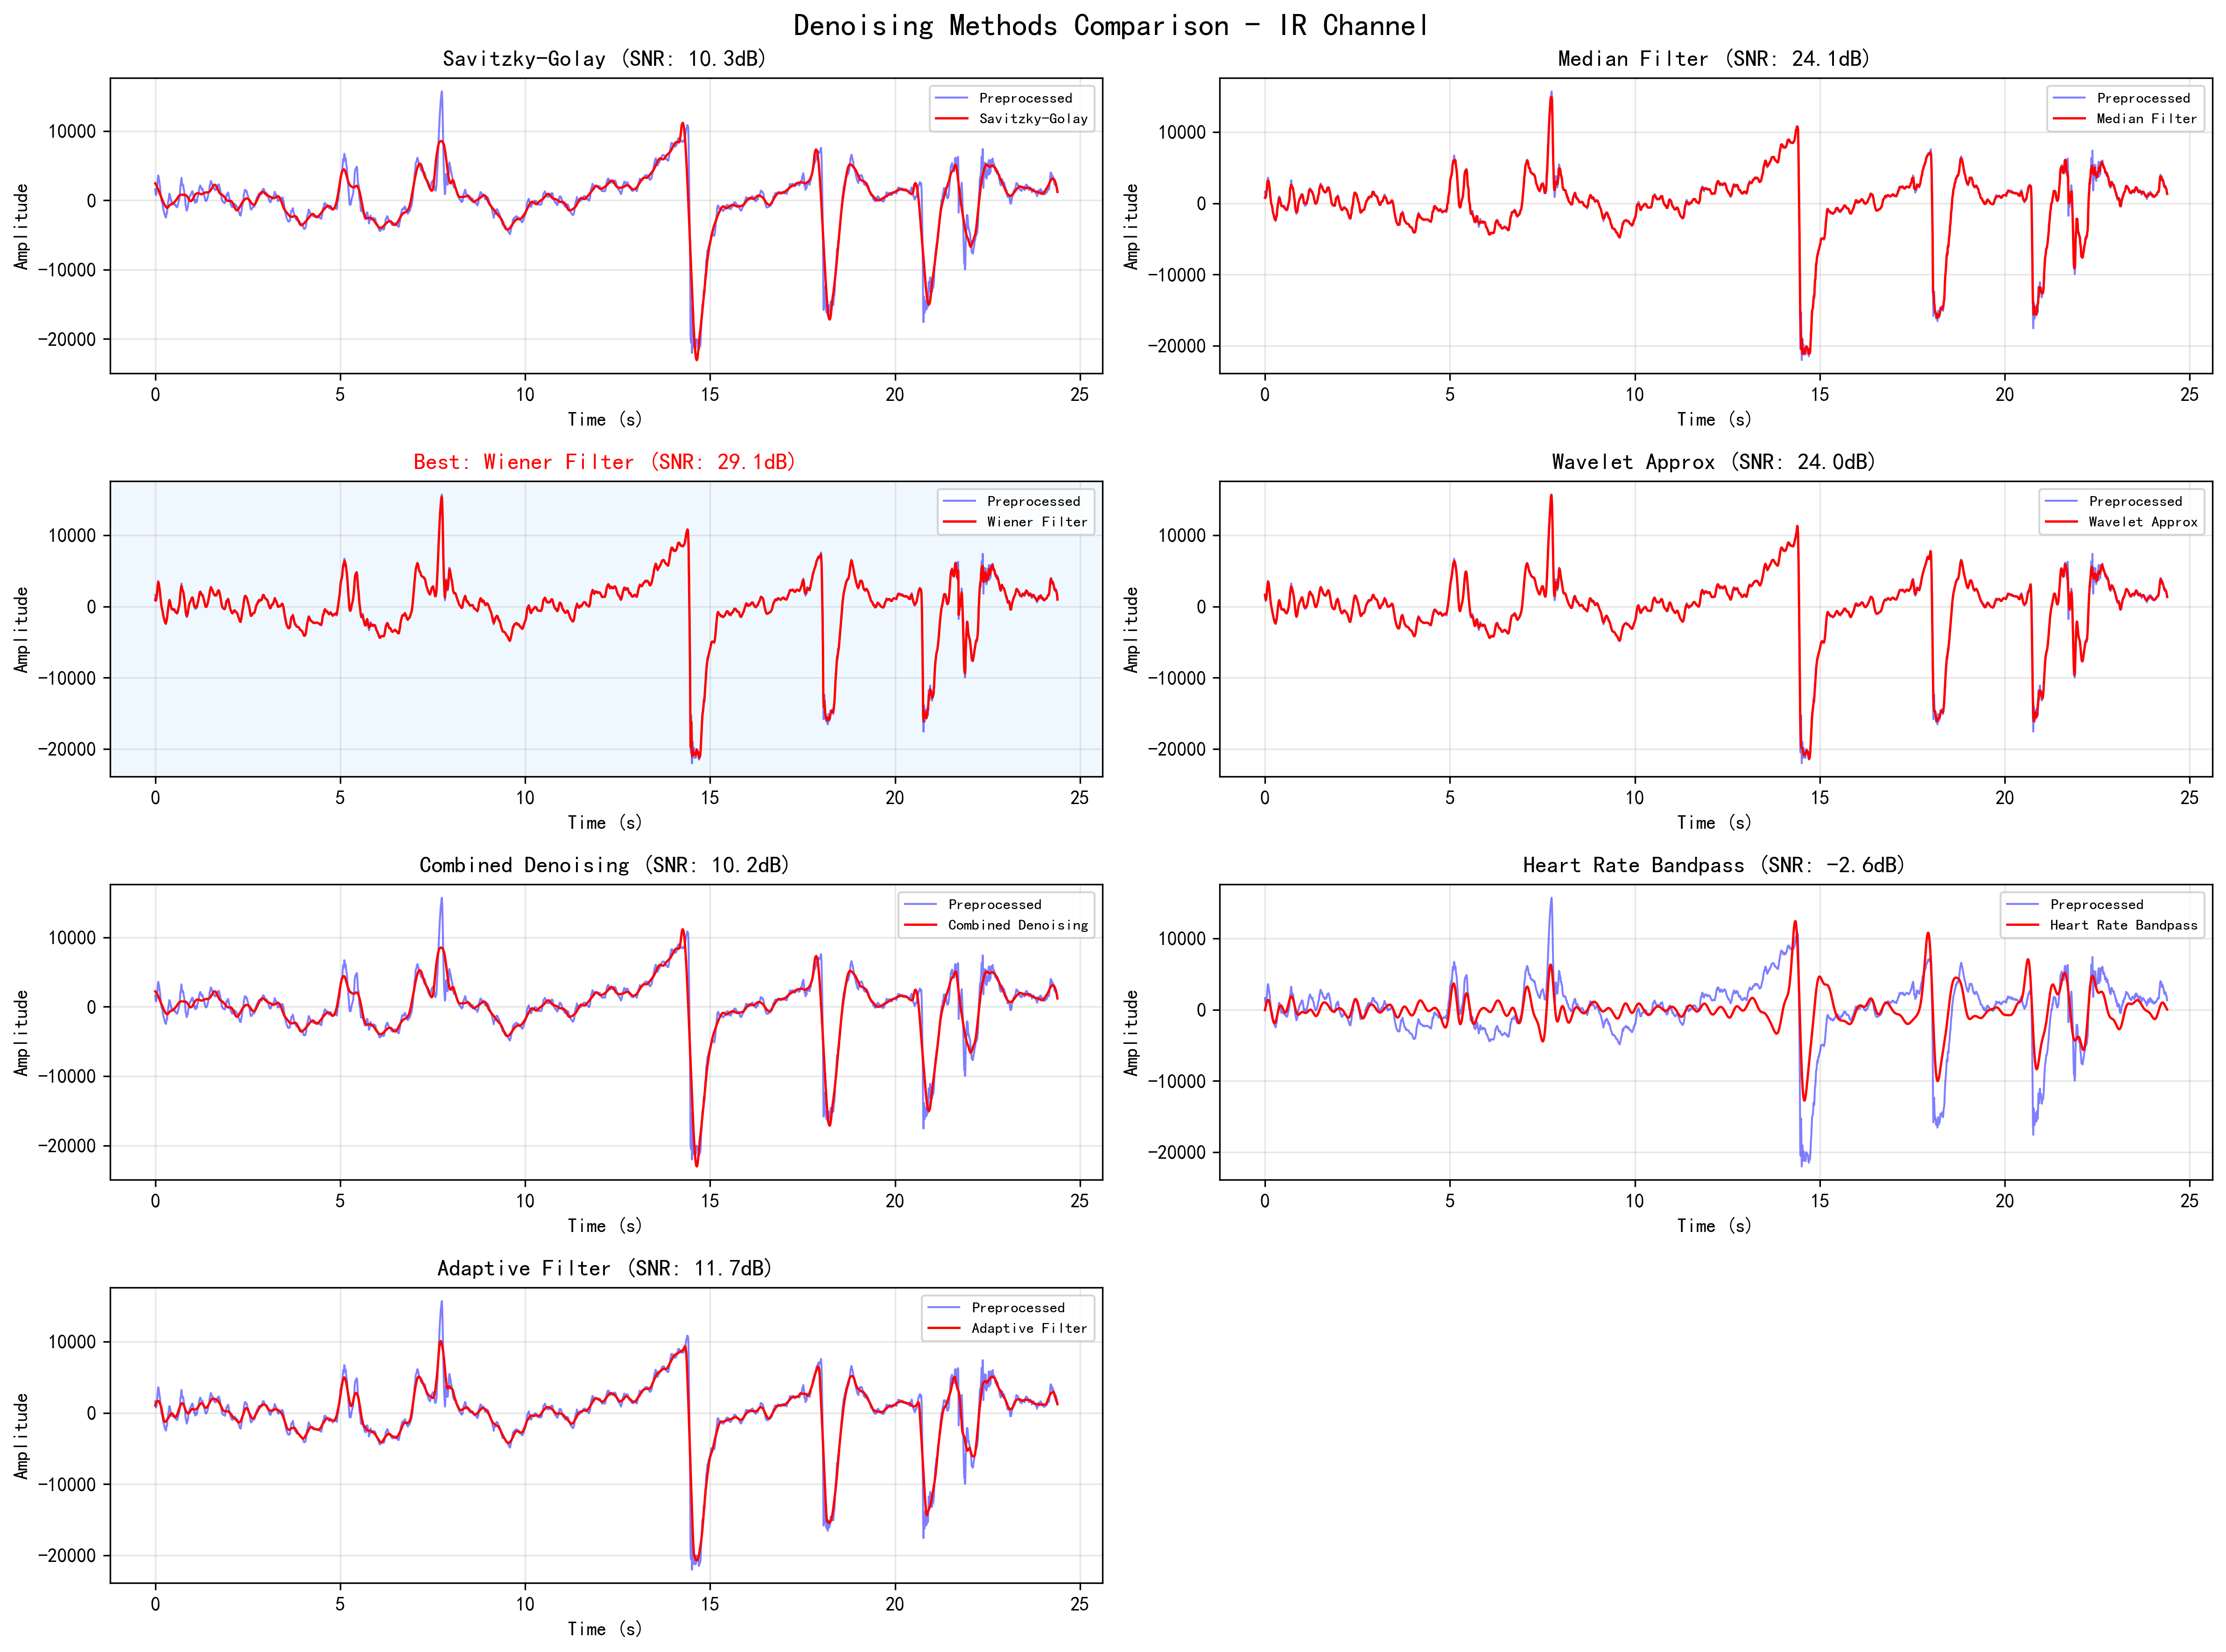 Denoising Methods Comparison - IR Channel
Savitzky-Golay (SNR: 10.3dB)
Preprocessed
Savitzky-Golay
Amplitude
10000
0
−10000
−20000
0 5 10 15 20 25
Time (s)
Median Filter (SNR: 24.1dB)
Preprocessed
Median Filter
Amplitude
10000
0
−10000
−20000
0 5 10 15 20 25
Time (s)
Best: Wiener Filter (SNR: 29.1dB)
Preprocessed
Wiener Filter
Amplitude
10000
0
−10000
−20000
0 5 10 15 20 25
Time (s)
Wavelet Approx (SNR: 24.0dB)
Preprocessed
Wavelet Approx
Amplitude
10000
0
−10000
−20000
0 5 10 15 20 25
Time (s)
Combined Denoising (SNR: 10.2dB)
Preprocessed
Combined Denoising
Amplitude
10000
0
−10000
−20000
0 5 10 15 20 25
Time (s)
Heart Rate Bandpass (SNR: -2.6dB)
Preprocessed
Heart Rate Bandpass
Amplitude
10000
0
−10000
−20000
0 5 10 15 20 25
Time (s)
Adaptive Filter (SNR: 11.7dB)
Preprocessed
Adaptive Filter
Amplitude
10000
0
−10000
−20000
0 5 10 15 20 25
Time (s)